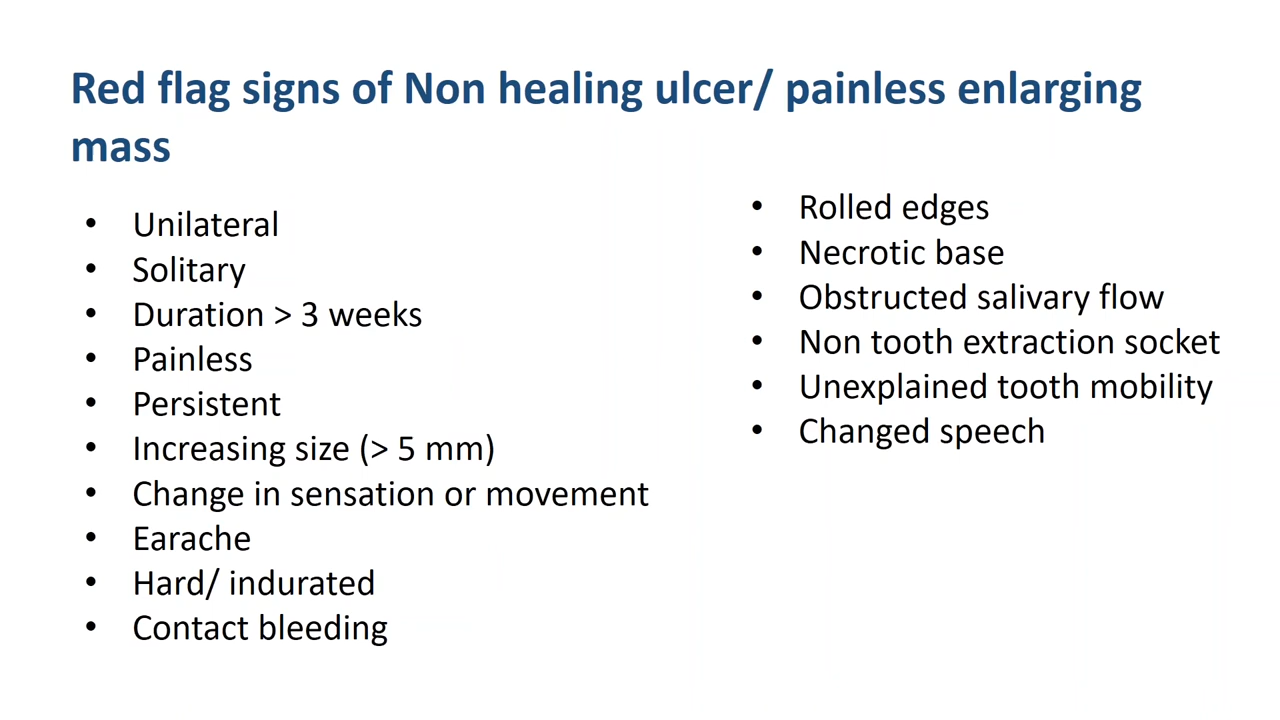 Red flag signs of Non healing ulcer/ painless enlarging
mass
• Unilateral
• Solitary
• Duration > 3 weeks
• Painless
• Persistent
• Increasing size (> 5 mm)
• Change in sensation or movement
• Earache
• Hard/ indurated
• Contact bleeding
• Rolled edges
• Necrotic base
• Obstructed salivary flow
• Non tooth extraction socket
• Unexplained tooth mobility
• Changed speech